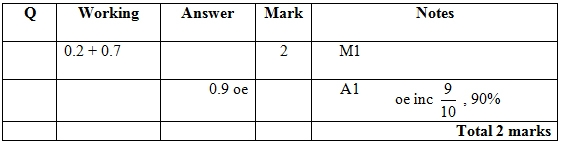 Q Working Answer Mark Notes
0.2 + 0.7 2 M1
0.9 oe A1 oe inc 9/10 , 90%
Total 2 marks